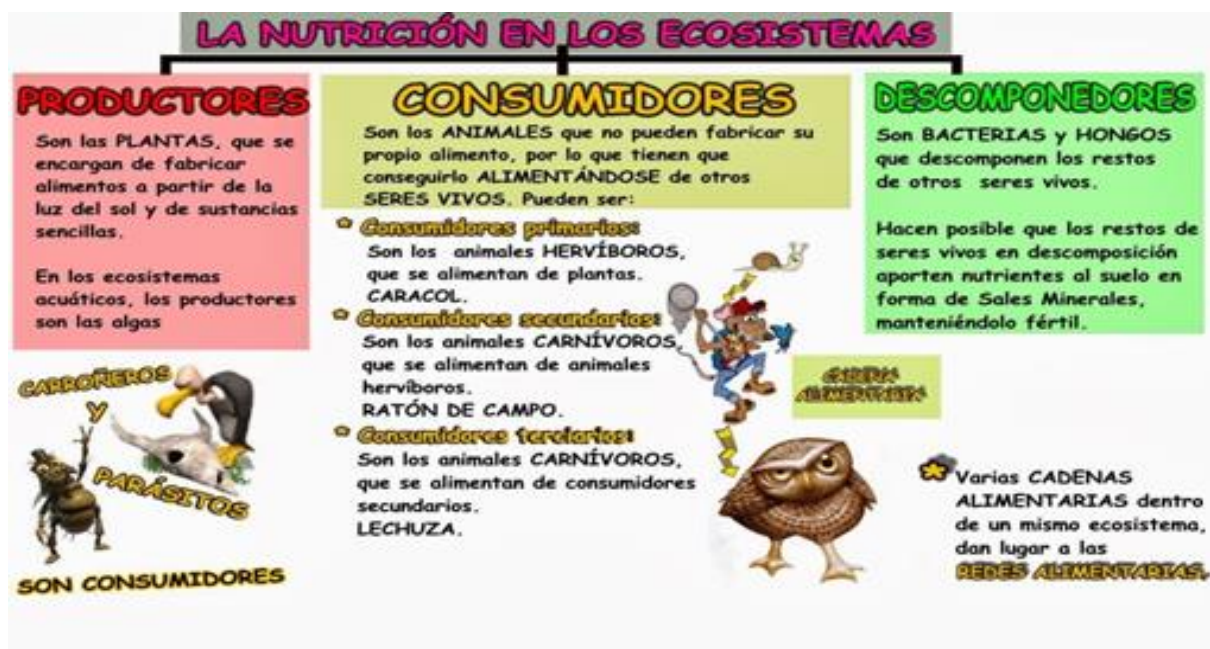 LA NUTRICIÓN EN LOS ECOSISTEMAS
PRODUCTORES
Son las PLANTAS, que se
encargan de fabricar
alimentos a partir de la
luz del sol y de sustancias
sencillas.
En los ecosistemas
acuáticos, los productores
son las algas
CARROÑEROS
Y
PARÁSITOS
SON CONSUMIDORES
CONSUMIDORES
Son los ANIMALES que no pueden fabricar su
propio alimento, por lo que tienen que
conseguirlo ALIMENTÁNDOSE de otros
SERES VIVOS. Pueden ser:
* Consumidores primarios:
Son los animales HERVÍBOROS,
que se alimentan de plantas.
CARACOL.
* Consumidores secundarios:
Son los animales CARNÍVOROS,
que se alimentan de animales
hervíboros.
RATÓN DE CAMPO.
* Consumidores terciarios:
Son los animales CARNÍVOROS,
que se alimentan de consumidores
secundarios.
LECHUZA.
CADENA
ALIMENTARIA
DESCOMPONEDORES
Son BACTERIAS y HONGOS
que descomponen los restos
de otros seres vivos.
Hacen posible que los restos de
seres vivos en descomposición
aporten nutrientes al suelo en
forma de Sales Minerales,
manteniéndolo fértil.
* Varias CADENAS
ALIMENTARIAS dentro
de un mismo ecosistema,
dan lugar a las
REDES ALIMENTARIAS.